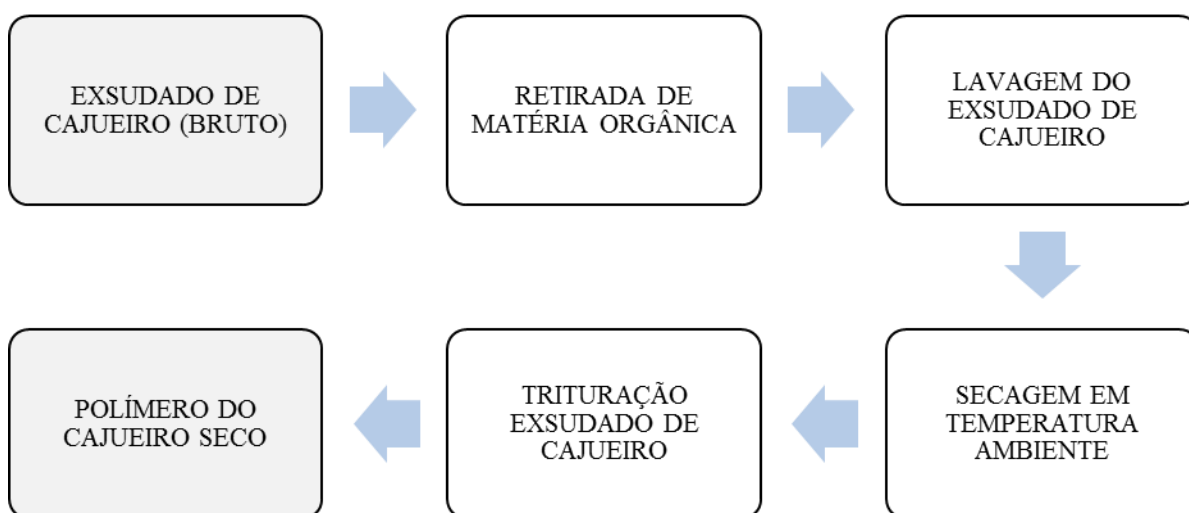 EXSUDADO DE
CAJUEIRO (BRUTO)
RETIRADA DE
MATÉRIA ORGÂNICA
LAVAGEM DO
EXSUDADO DE
CAJUEIRO
SECAGEM EM
TEMPERATURA
AMBIENTE
TRITURAÇÃO
EXSUDADO DE
CAJUEIRO
POLÍMERO DO
CAJUEIRO SECO